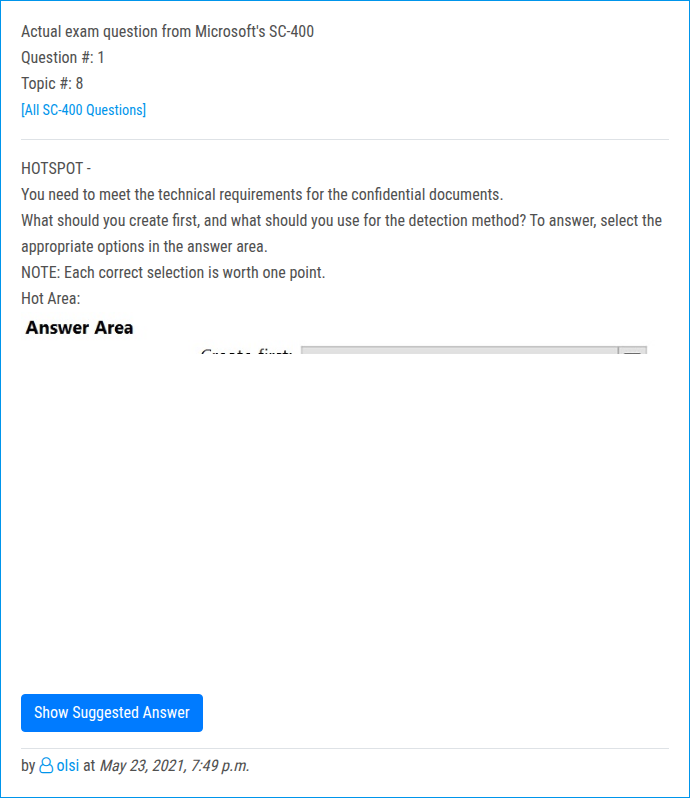 Actual exam question from Microsoft's SC-400
Question #: 1
Topic #: 8
[All SC-400 Questions]
HOTSPOT -
You need to meet the technical requirements for the confidential documents.
What should you create first, and what should you use for the detection method? To answer, select the
appropriate options in the answer area.
NOTE: Each correct selection is worth one point.
Hot Area:
Answer Area
Create first:
Show Suggested Answer
by olsi at May 23, 2021, 7:49 p.m.